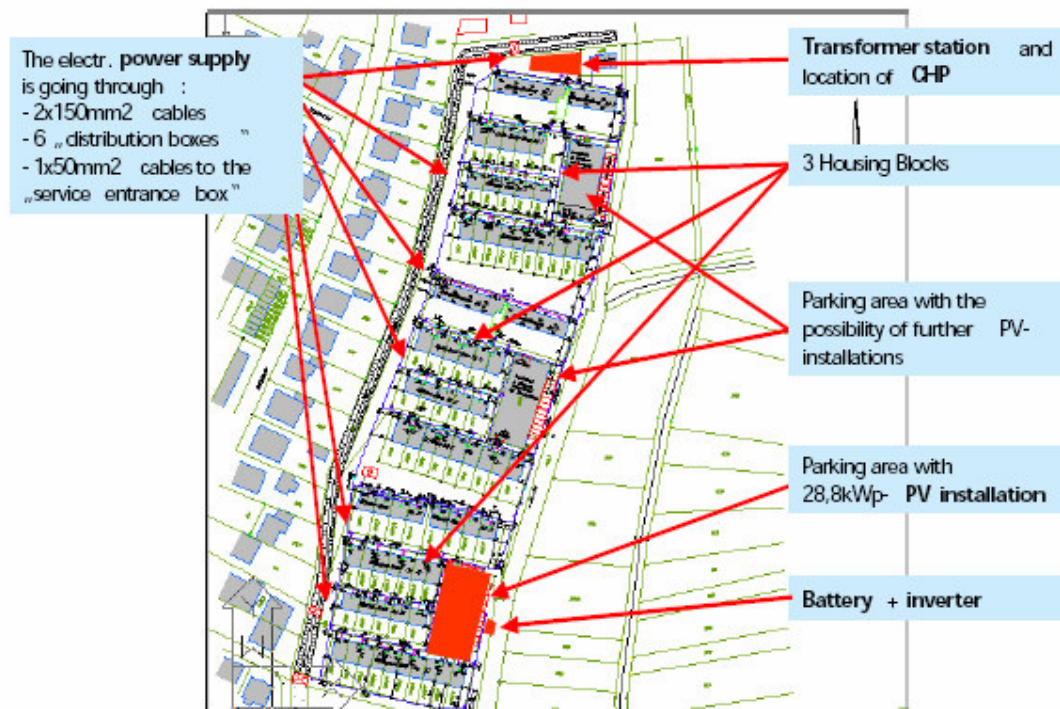 The electr. power supply
is going through :
- 2x150mm2 cables
- 6 „distribution boxes “
- 1x50mm2 cables to the
„service entrance box“
Transformer station and
location of CHP
3 Housing Blocks
Parking area with the
possibility of further PV-
installations
Parking area with
28,8kWp- PV installation
Battery + inverter